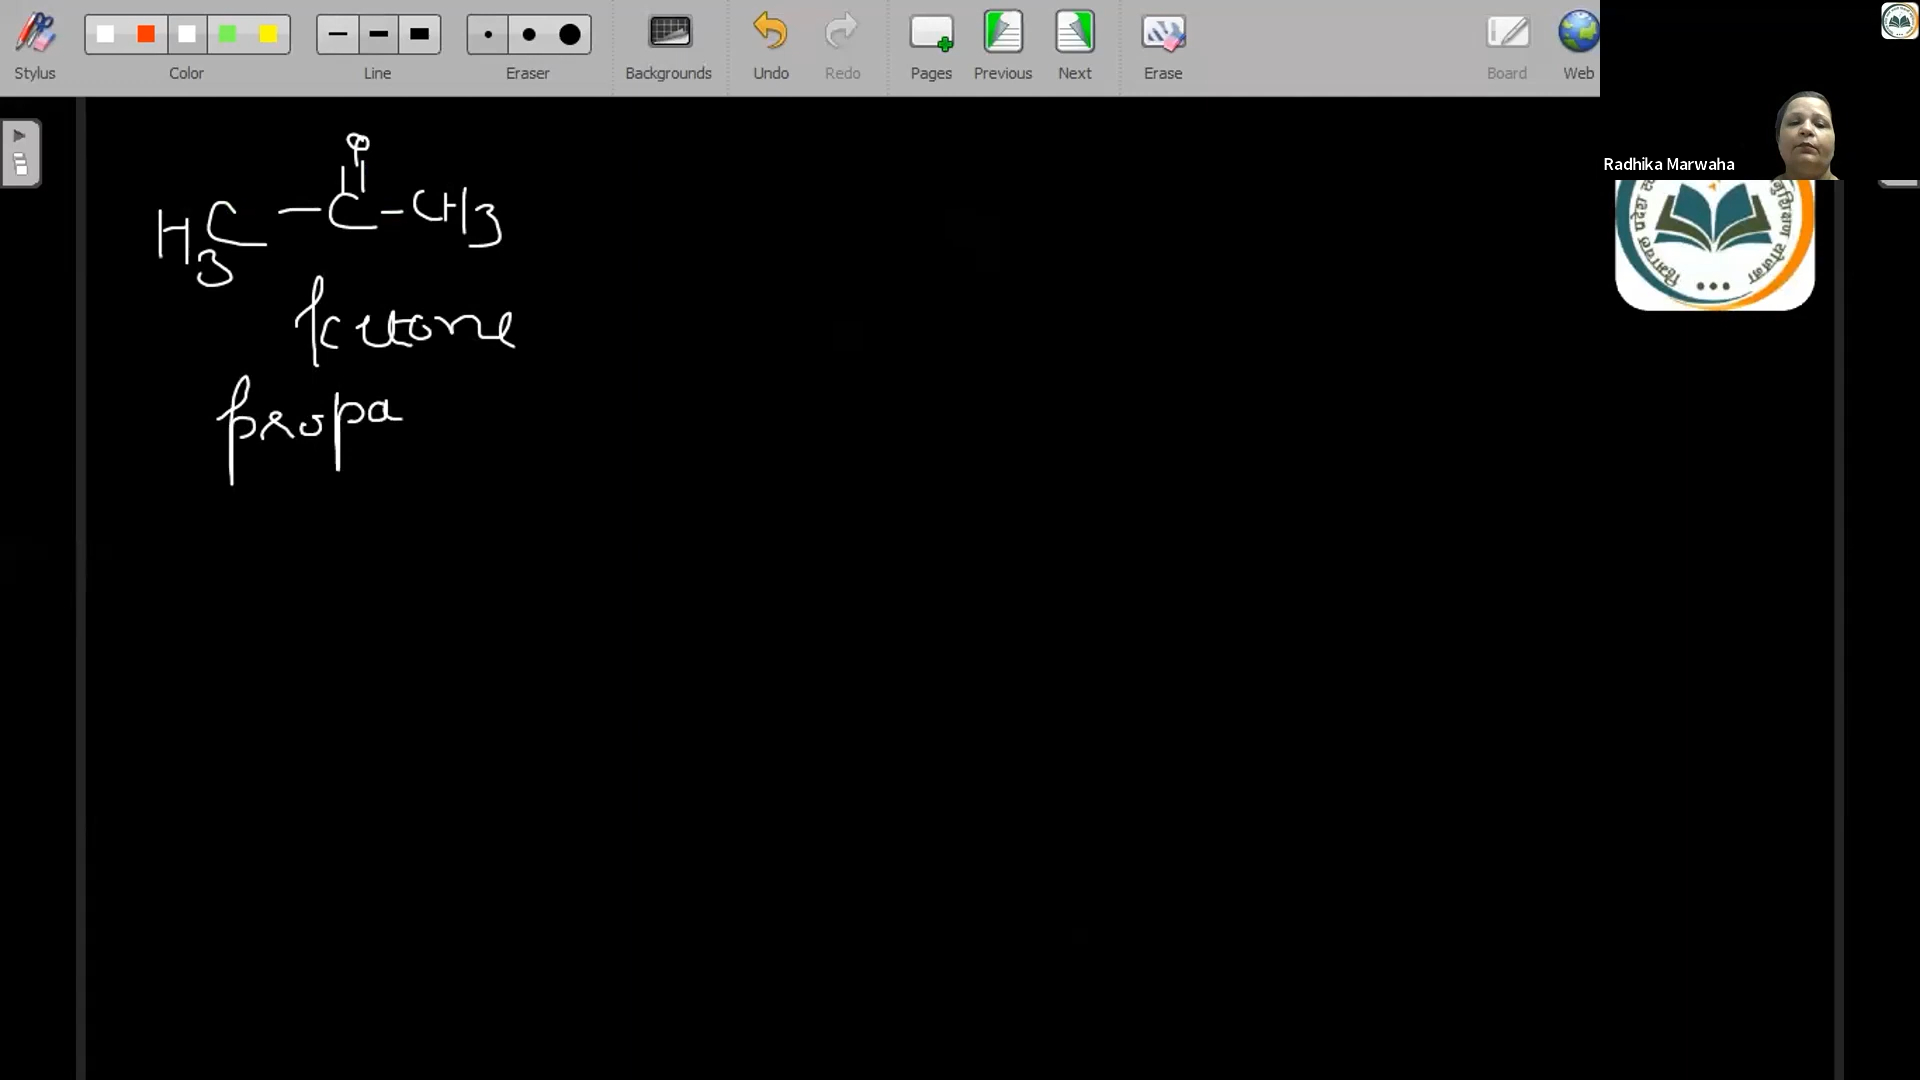 Stylus Color Line Eraser Backgrounds Undo Redo Pages Previous Next Erase Board Web
Radhika Marwaha
O
H3C — C — CH3
ketone
propa